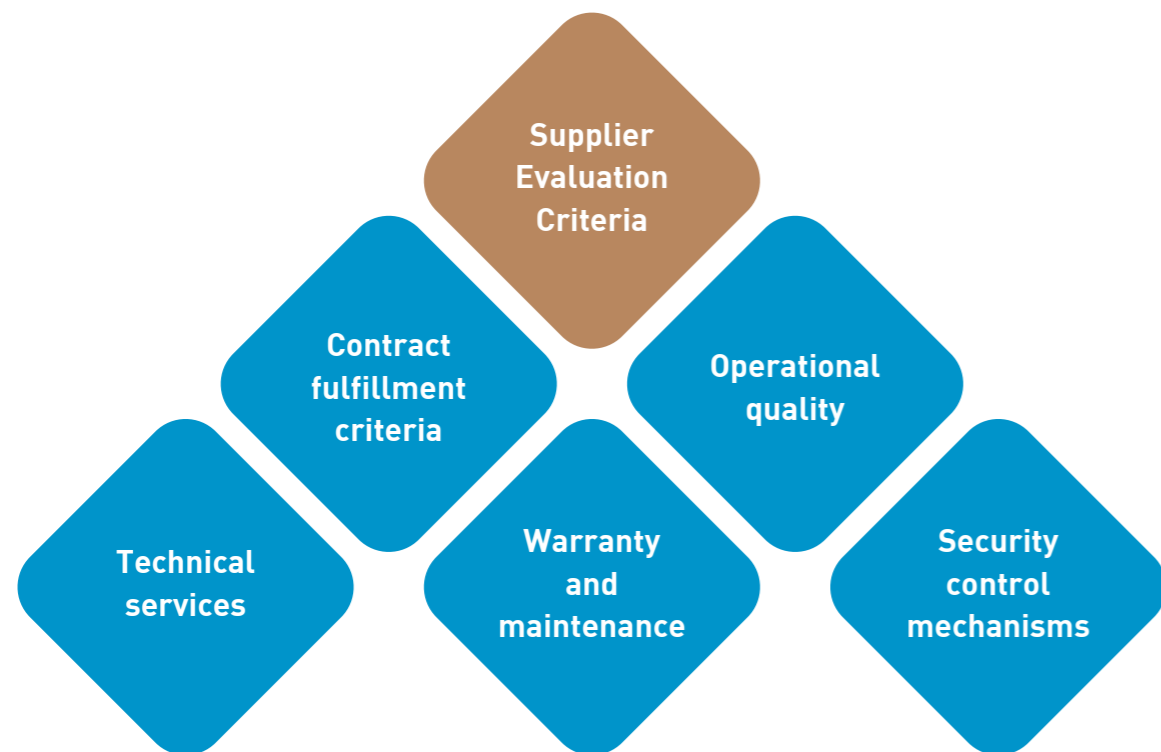 Supplier
Evaluation
Criteria
Contract
fulfillment
criteria
Operational
quality
Technical
services
Warranty
and
maintenance
Security
control
mechanisms